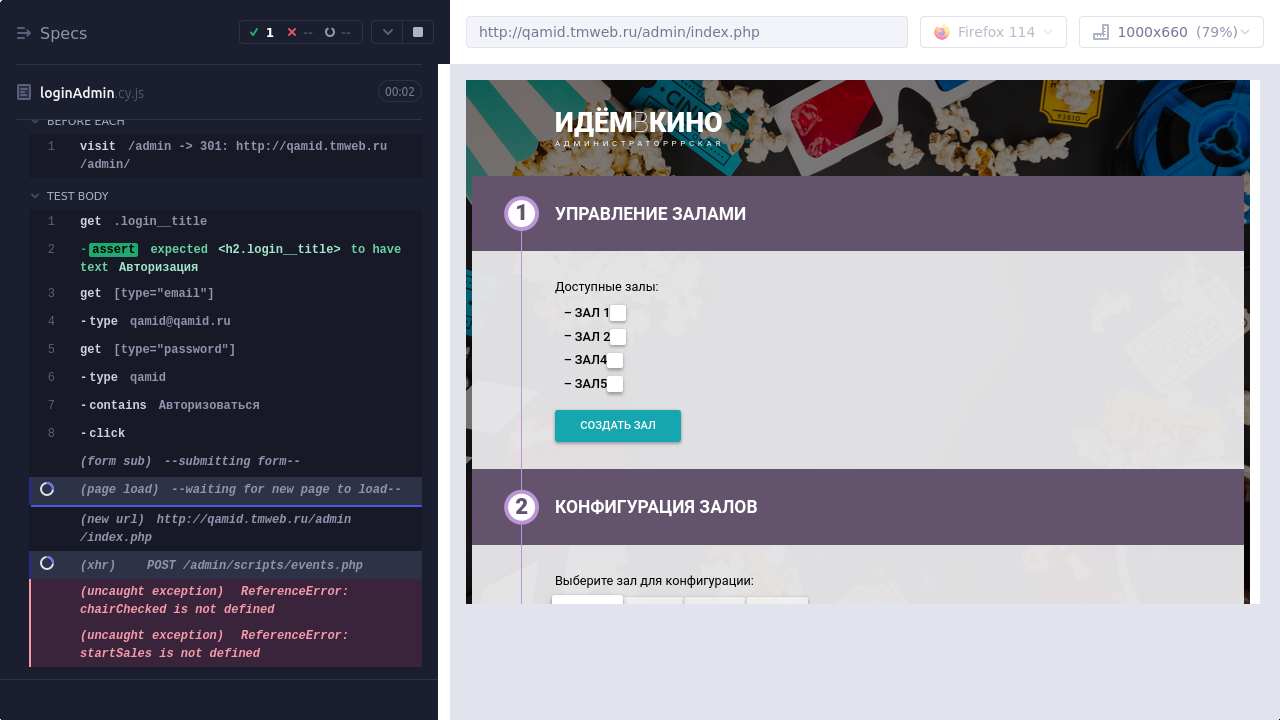 Specs
1 -- --
http://qamid.tmweb.ru/admin/index.php
Firefox 114
1000x660 (79%)
loginAdmin.cy.js
00:02
BEFORE EACH
1 visit /admin -> 301: http://qamid.tmweb.ru
/admin/
TEST BODY
1 get .login__title
2 -assert expected <h2.login__title> to have
text Авторизация
3 get [type="email"]
4 -type qamid@qamid.ru
5 get [type="password"]
6 -type qamid
7 -contains Авторизоваться
8 -click
(form sub) --submitting form--
(page load) --waiting for new page to load--
(new url) http://qamid.tmweb.ru/admin
/index.php
(xhr) POST /admin/scripts/events.php
(uncaught exception) ReferenceError:
chairChecked is not defined
(uncaught exception) ReferenceError:
startSales is not defined
CINEMA
93810
ИДЁМВКИНО
АДМИНИСТРАТОРРРСКАЯ
1 УПРАВЛЕНИЕ ЗАЛАМИ
Доступные залы:
– ЗАЛ 1
– ЗАЛ 2
– ЗАЛ4
– ЗАЛ5
СОЗДАТЬ ЗАЛ
2 КОНФИГУРАЦИЯ ЗАЛОВ
Выберите зал для конфигурации: